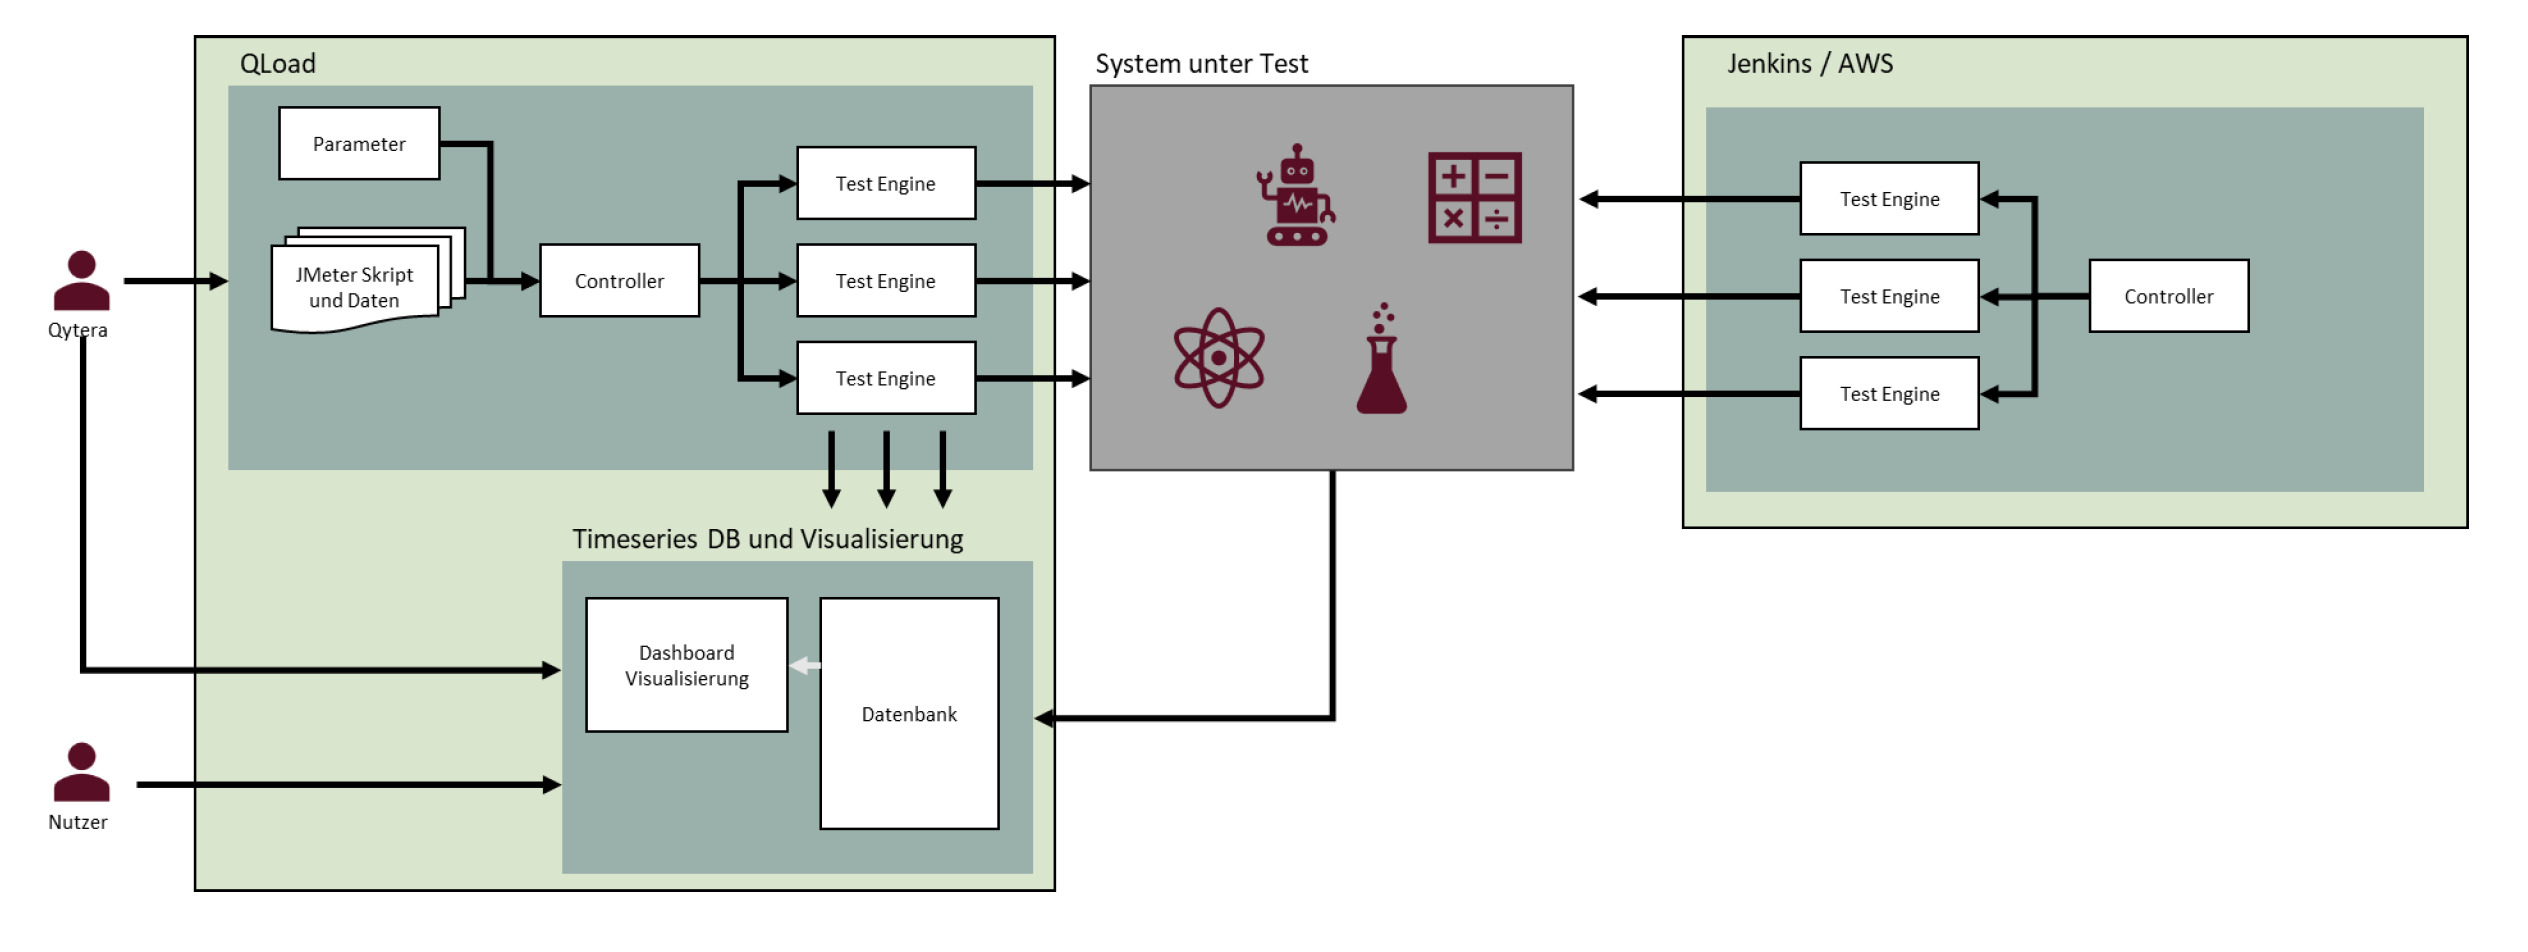 QLoad
Parameter
JMeter Skript
und Daten
Controller
Test Engine
Test Engine
Test Engine
Qytera
Timeseries DB und Visualisierung
Dashboard
Visualisierung
Datenbank
Nutzer
System unter Test
Jenkins / AWS
Test Engine
Test Engine
Test Engine
Controller